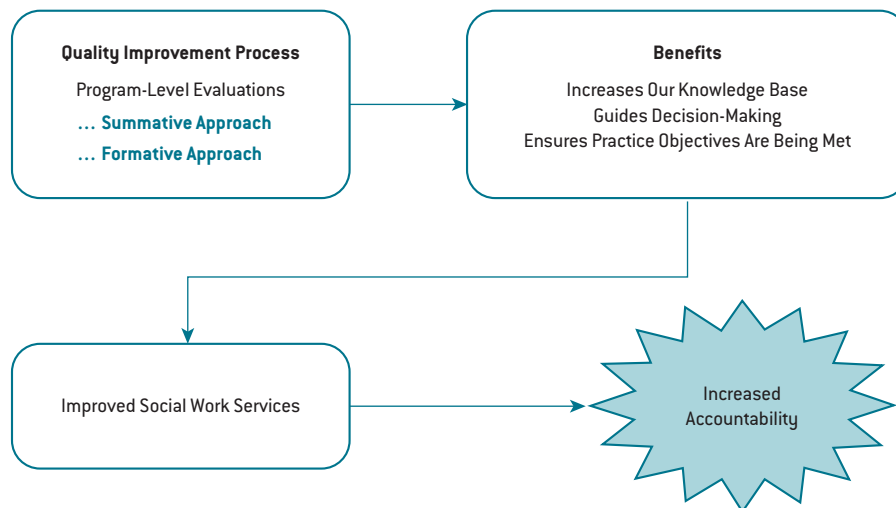 Quality Improvement Process
Program-Level Evaluations
... Summative Approach
... Formative Approach
Benefits
Increases Our Knowledge Base
Guides Decision-Making
Ensures Practice Objectives Are Being Met
Improved Social Work Services
Increased
Accountability